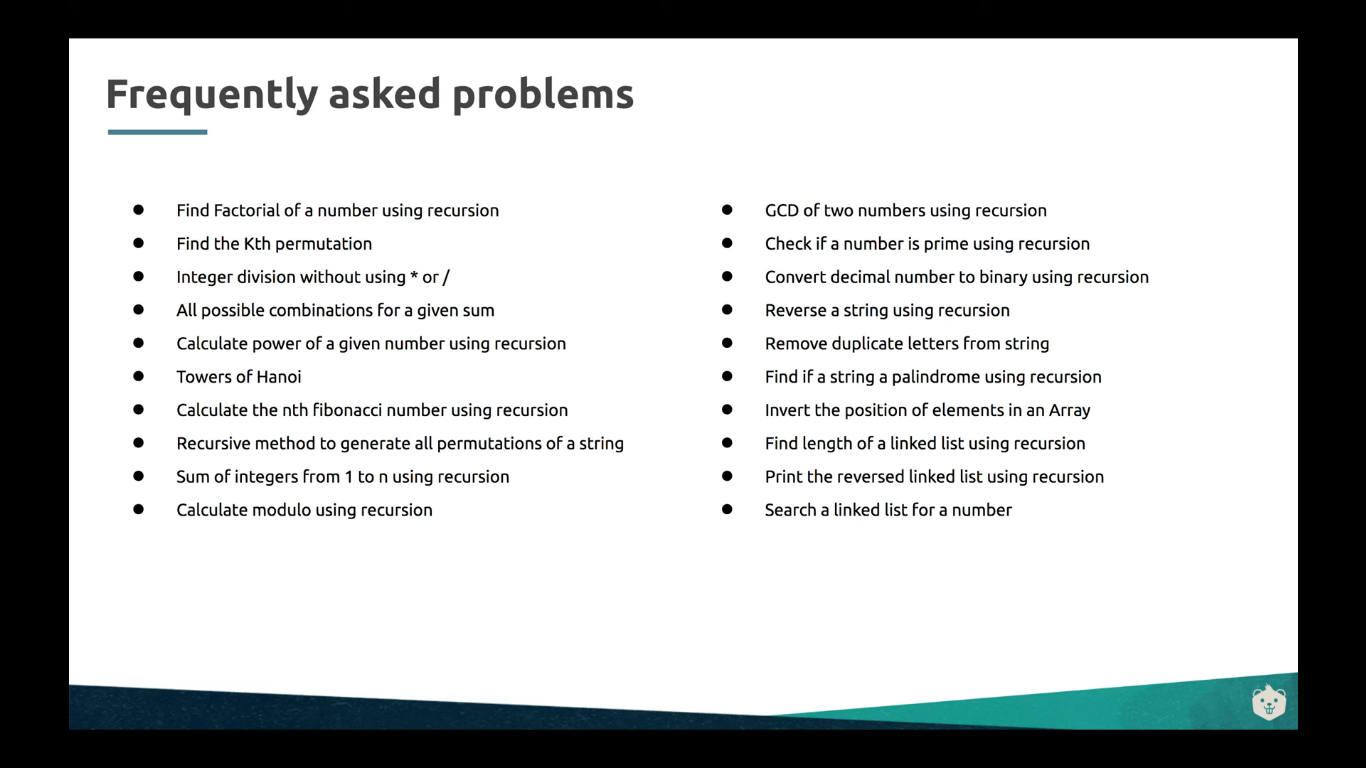 Frequently asked problems
● Find Factorial of a number using recursion
● Find the Kth permutation
● Integer division without using * or /
● All possible combinations for a given sum
● Calculate power of a given number using recursion
● Towers of Hanoi
● Calculate the nth fibonacci number using recursion
● Recursive method to generate all permutations of a string
● Sum of integers from 1 to n using recursion
● Calculate modulo using recursion
● GCD of two numbers using recursion
● Check if a number is prime using recursion
● Convert decimal number to binary using recursion
● Reverse a string using recursion
● Remove duplicate letters from string
● Find if a string a palindrome using recursion
● Invert the position of elements in an Array
● Find length of a linked list using recursion
● Print the reversed linked list using recursion
● Search a linked list for a number